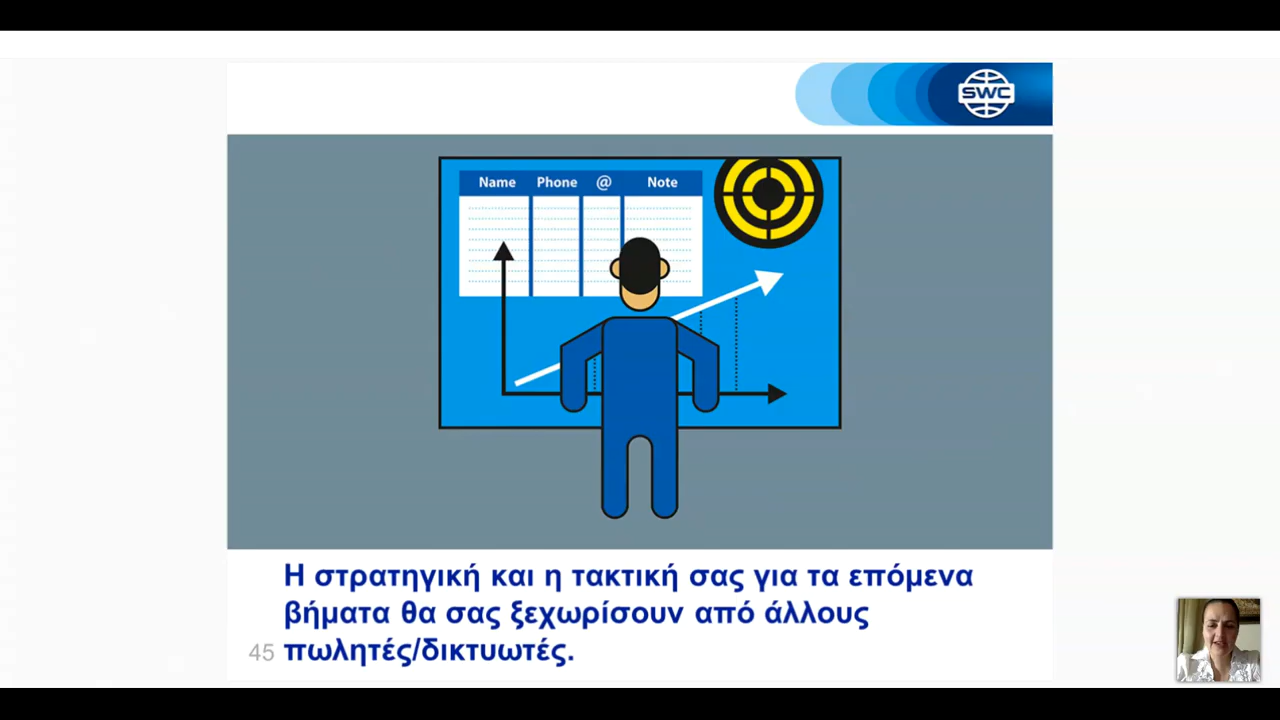 SWC
Name Phone @ Note
Η στρατηγική και η τακτική σας για τα επόμενα
βήματα θα σας ξεχωρίσουν από άλλους
45 πωλητές/δικτυωτές.